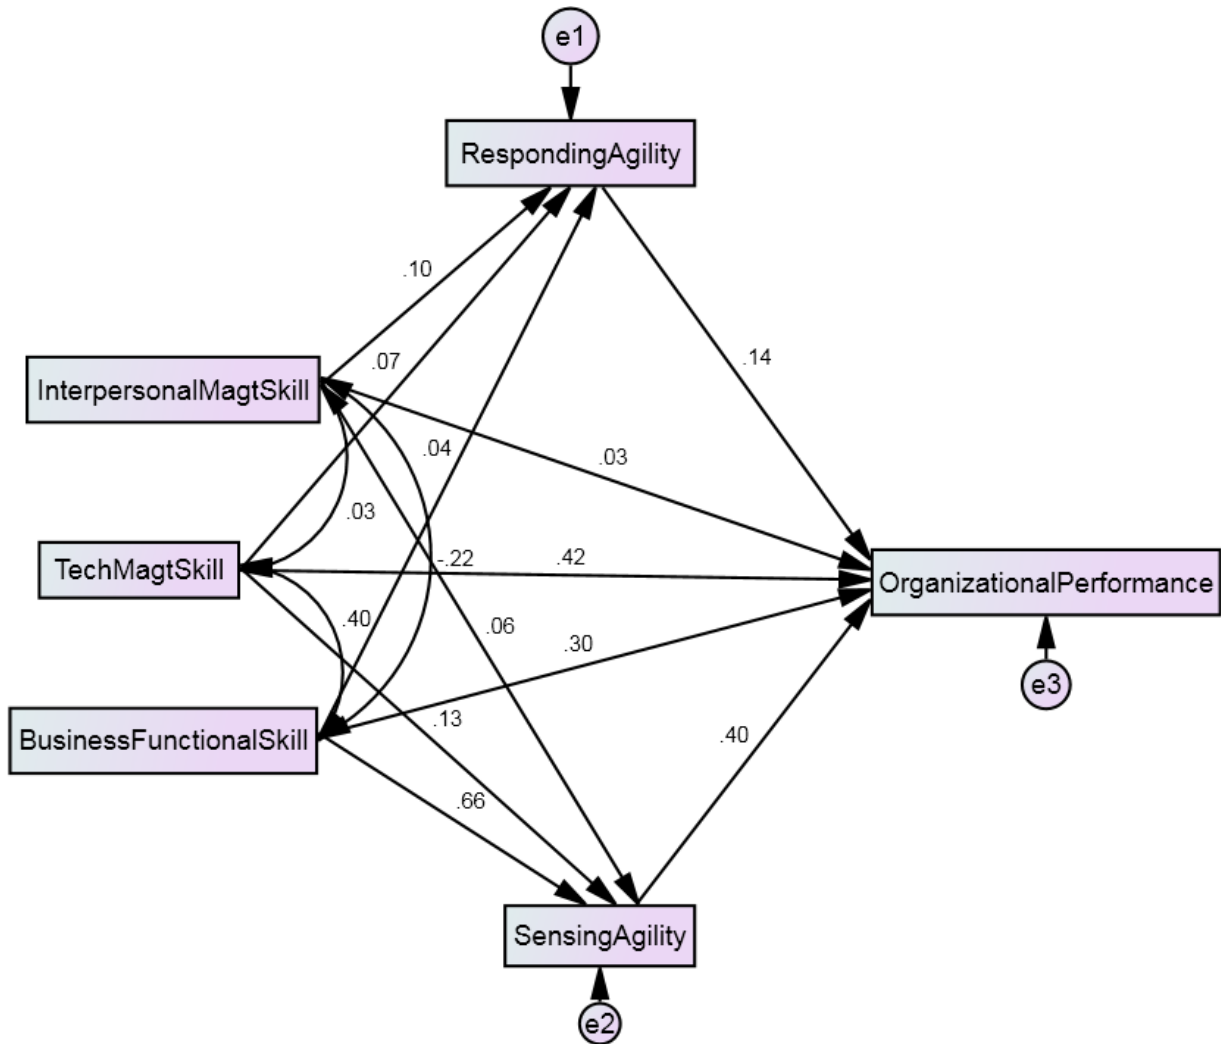 e1
RespondingAgility
.10
.14
.07
InterpersonalMagtSkill
.04
.03
.03
TechMagtSkill
-.22
.42
OrganizationalPerformance
.40
.06
.30
e3
BusinessFunctionalSkill
.13
.40
.66
SensingAgility
e2